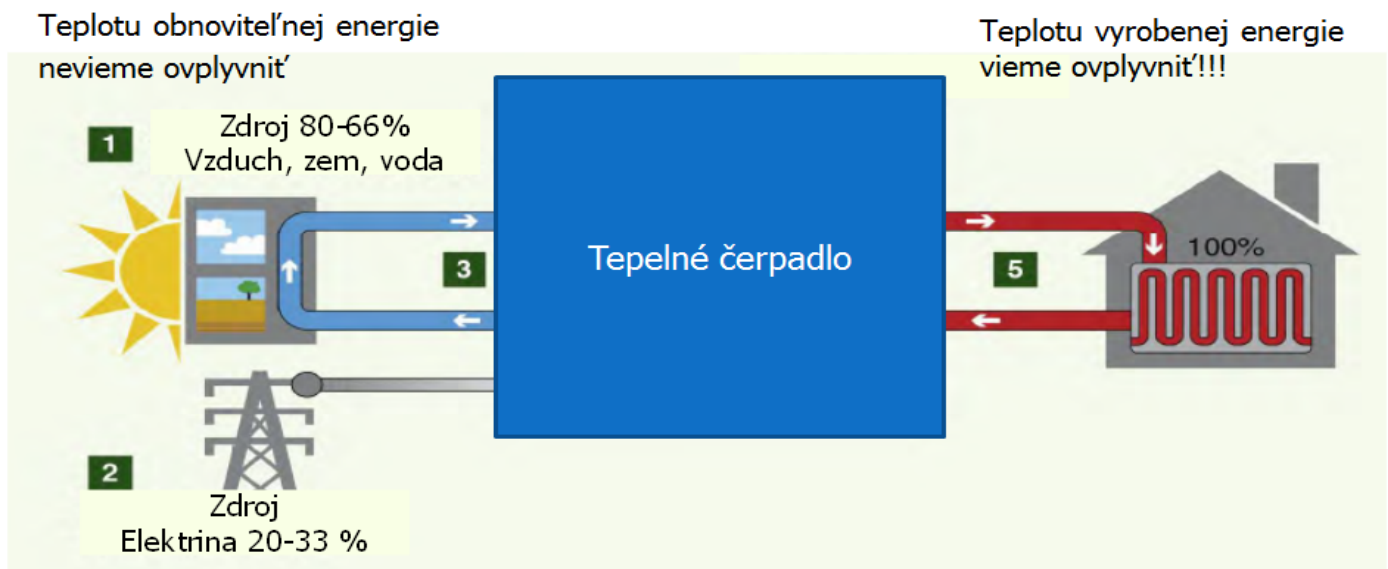 Teplotu obnoviteľnej energie
nevieme ovplyvniť
Teplotu vyrobenej energie
vieme ovplyvniť!!!
1
Zdroj 80-66%
Vzduch, zem, voda
3
Tepelné čerpadlo
5
100%
2
Zdroj
Elektrina 20-33 %